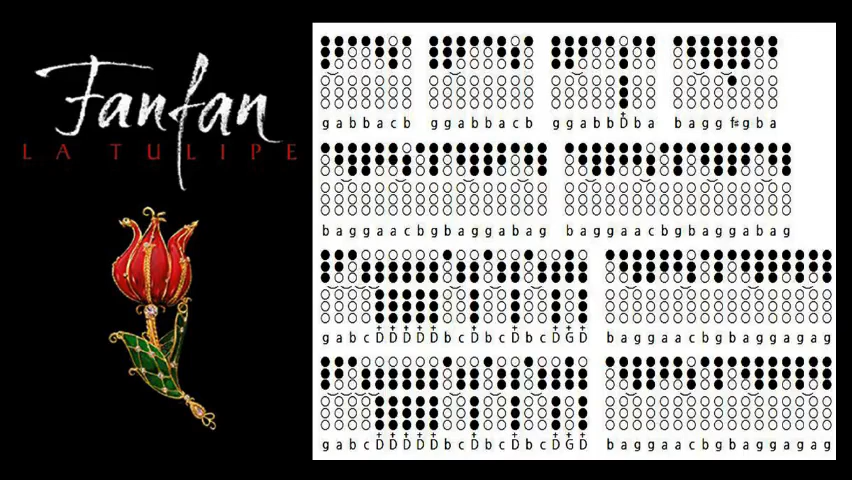 Fanfan
LA TULIPE
g a b b a c b g g a b b a c b g g a b b D b a b a g g f# g b a
b a g g a a c b g b a g g a b a g b a g g a a c b g b a g g a b a g
g a b c D D D D D b c D b c D b c D G D b a g g a a c b g b a g g a g a g
g a b c D D D D D b c D b c D b c D G D b a g g a a c b g b a g g a g a g